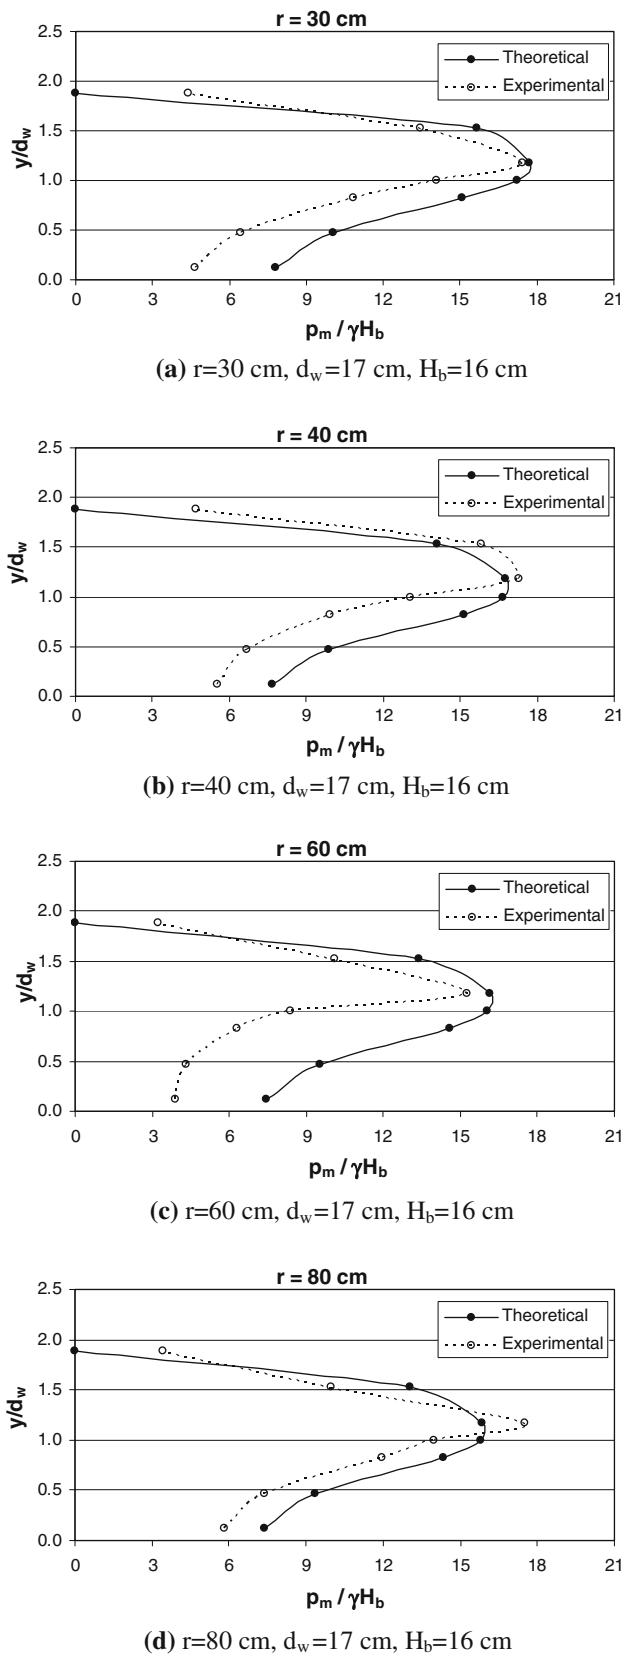 r = 30 cm
2.5
2.0
1.5
1.0
0.5
0.0
y/dw
Theoretical
Experimental
0 3 6 9 12 15 18 21
pm / γHb
(a) r=30 cm, dw=17 cm, Hb=16 cm
r = 40 cm
2.5
2.0
1.5
1.0
0.5
0.0
y/dw
Theoretical
Experimental
0 3 6 9 12 15 18 21
pm / γHb
(b) r=40 cm, dw=17 cm, Hb=16 cm
r = 60 cm
2.5
2.0
1.5
1.0
0.5
0.0
y/dw
Theoretical
Experimental
0 3 6 9 12 15 18 21
pm / γHb
(c) r=60 cm, dw=17 cm, Hb=16 cm
r = 80 cm
2.5
2.0
1.5
1.0
0.5
0.0
y/dw
Theoretical
Experimental
0 3 6 9 12 15 18 21
pm / γHb
(d) r=80 cm, dw=17 cm, Hb=16 cm